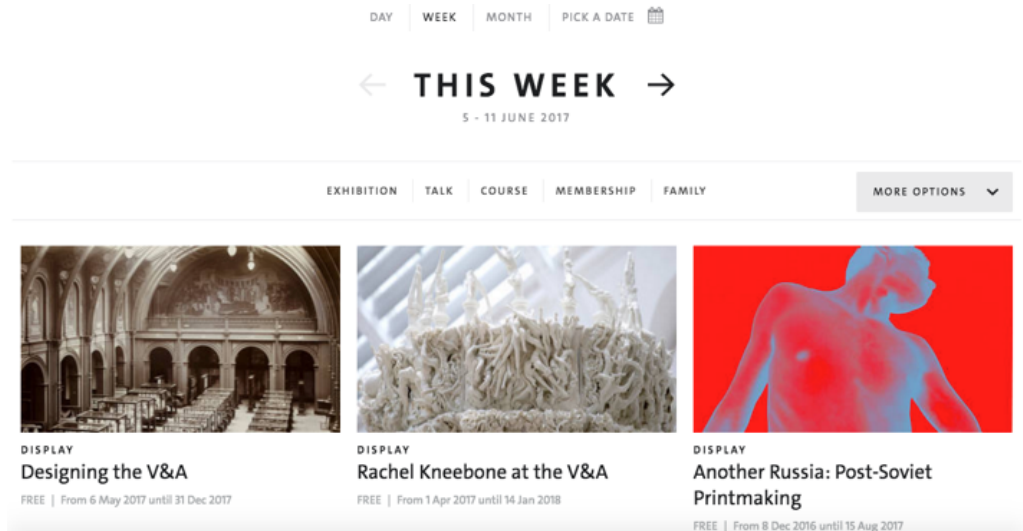 DAY
WEEK
MONTH
PICK A DATE
THIS WEEK
5 - 11 JUNE 2017
EXHIBITION
TALK
COURSE
MEMBERSHIP
FAMILY
MORE OPTIONS
DISPLAY
Designing the V&A
FREE | From 6 May 2017 until 31 Dec 2017
DISPLAY
Rachel Kneebone at the V&A
FREE | From 1 Apr 2017 until 14 Jan 2018
DISPLAY
Another Russia: Post-Soviet
Printmaking
FREE | From 8 Dec 2016 until 15 Aug 2017